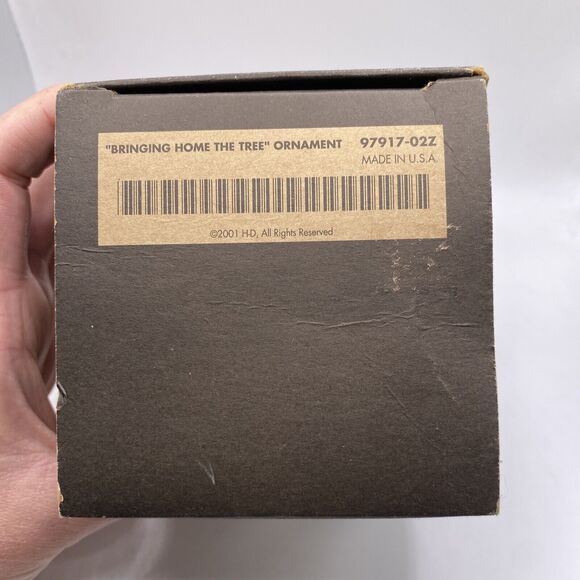 "BRINGING HOME THE TREE" ORNAMENT 97917-02Z
MADE IN U.S.A.
©2001 H-D, All Rights Reserved